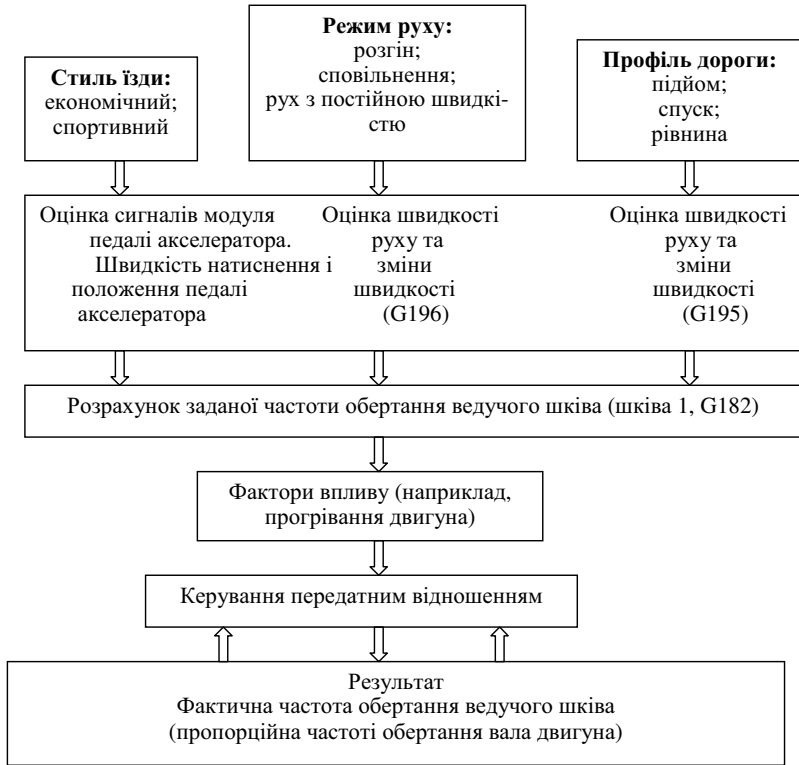 Стиль їзди:
економічний;
спортивний
Режим руху:
розгін;
сповільнення;
рух з постійною швидкі-
стю
Профіль дороги:
підйом;
спуск;
рівнина
Оцінка сигналів модуля
педалі акселератора.
Швидкість натиснення і
положення педалі
акселератора
Оцінка швидкості
руху та
зміни
швидкості
(G196)
Оцінка швидкості
руху та
зміни
швидкості
(G195)
Розрахунок заданої частоти обертання ведучого шківа (шківа 1, G182)
Фактори впливу (наприклад,
прогрівання двигуна)
Керування передатним відношенням
Результат
Фактична частота обертання ведучого шківа
(пропорційна частоті обертання вала двигуна)